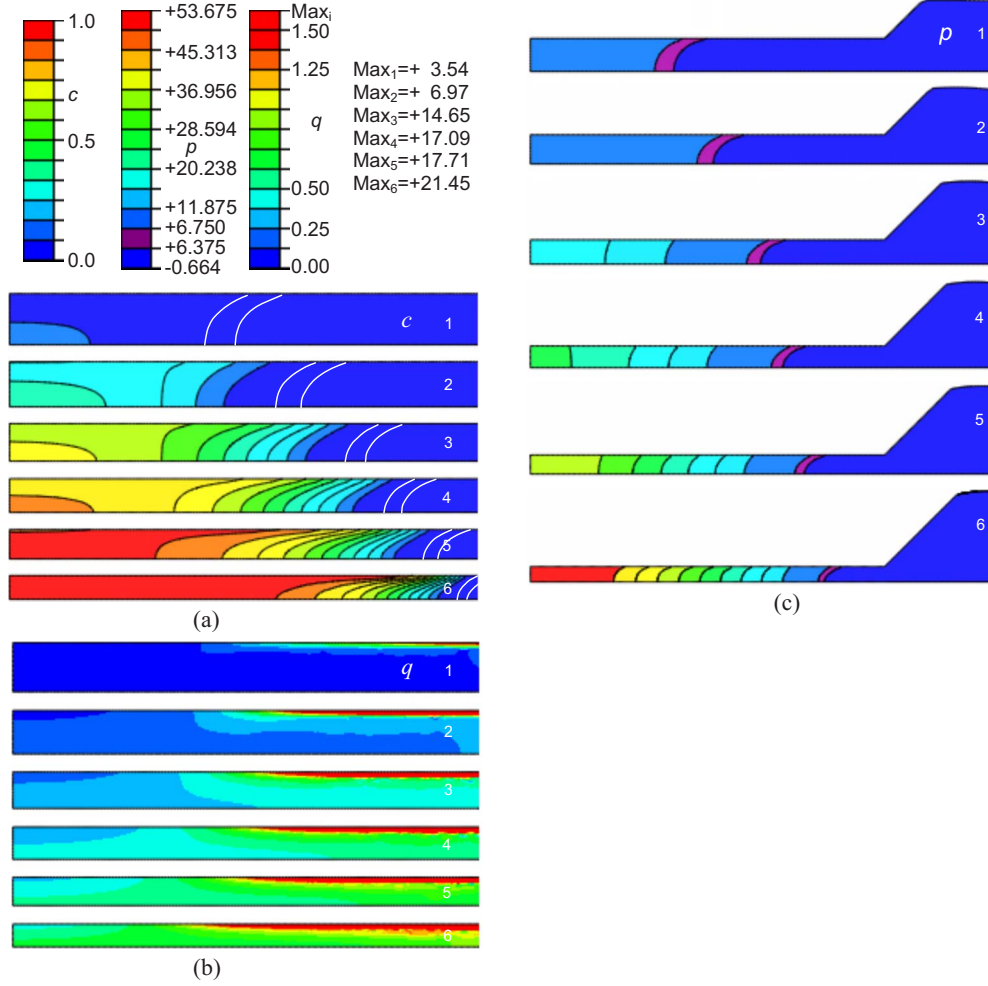 1.0
c
0.5
0.0
+53.675
+45.313
+36.956
+28.594
p
+20.238
+11.875
+6.750
+6.375
-0.664
Maxi
1.50
1.25
q
0.50
0.25
0.00
Max1=+ 3.54
Max2=+ 6.97
Max3=+14.65
Max4=+17.09
Max5=+17.71
Max6=+21.45
c 1
2
3
4
5
6
(a)
q 1
2
3
4
5
6
(b)
p 1
2
3
4
5
6
(c)